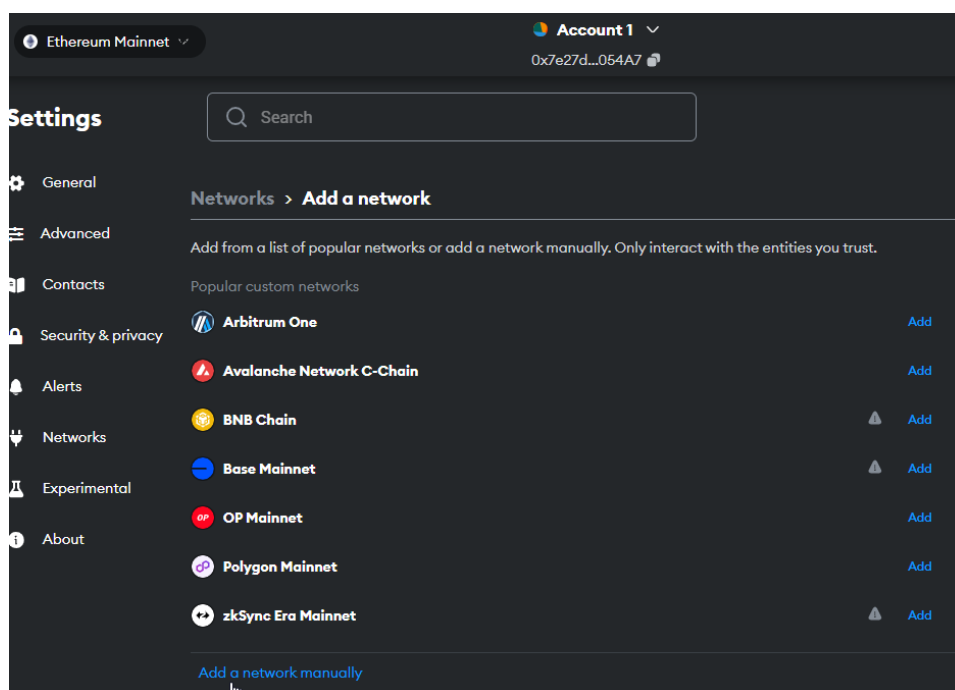 Ethereum Mainnet
Account 1
0x7e27d...054A7
Settings
Search
General
Advanced
Contacts
Security & privacy
Alerts
Networks
Experimental
About
Networks > Add a network
Add from a list of popular networks or add a network manually. Only interact with the entities you trust.
Popular custom networks
Arbitrum One Add
Avalanche Network C-Chain Add
BNB Chain Add
Base Mainnet Add
OP OP Mainnet Add
Polygon Mainnet Add
zkSync Era Mainnet Add
Add a network manually